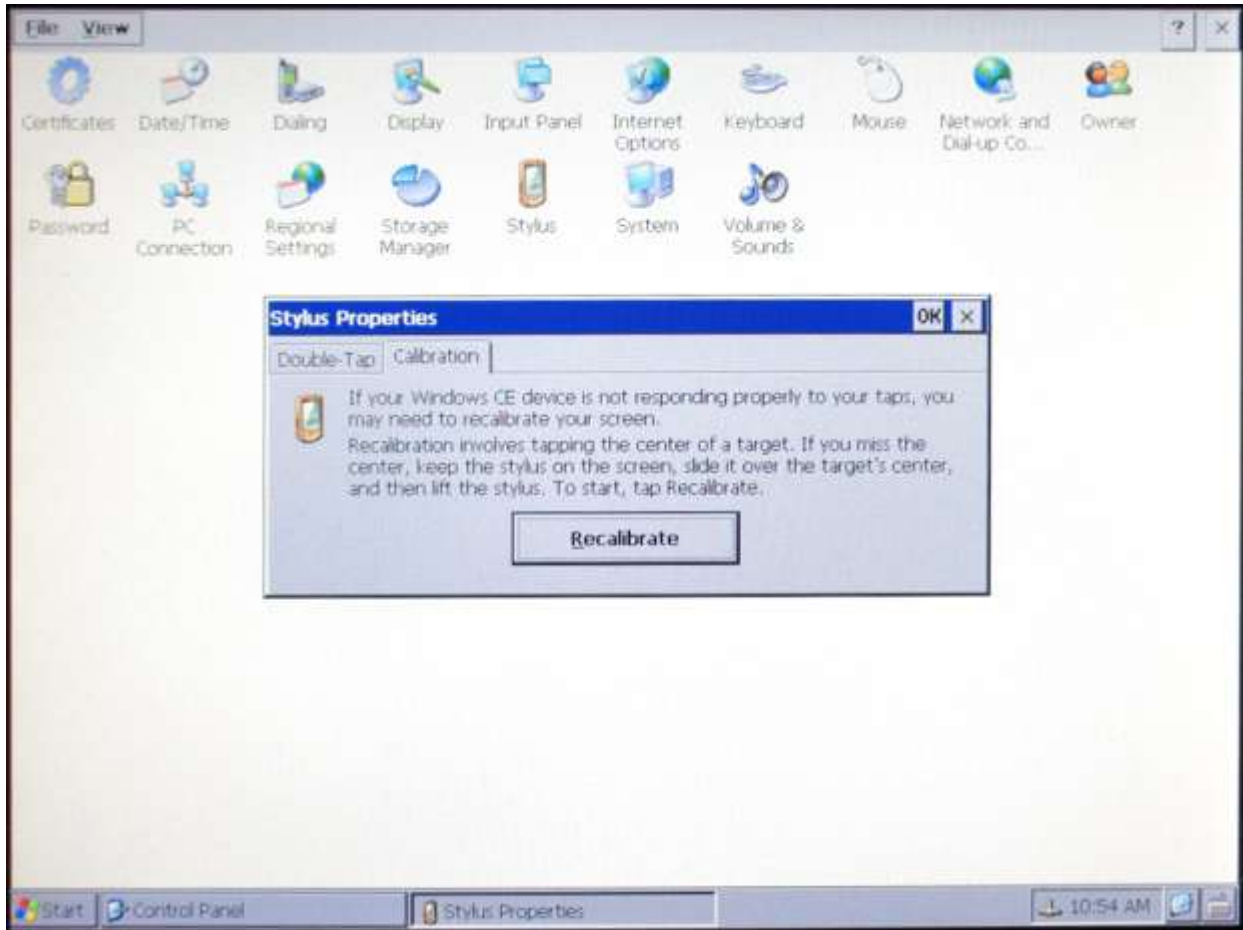 File View ? ×
Certificates Date/Time Dialing Display Input Panel Internet Options Keyboard Mouse Network and Dial-up Co... Owner
Password PC Connection Regional Settings Storage Manager Stylus System Volume & Sounds
Stylus Properties OK ×
Double-Tap Calibration
If your Windows CE device is not responding properly to your taps, you
may need to recalibrate your screen.
Recalibration involves tapping the center of a target. If you miss the
center, keep the stylus on the screen, slide it over the target's center,
and then lift the stylus. To start, tap Recalibrate.
Recalibrate
Start Control Panel Stylus Properties 10:54 AM